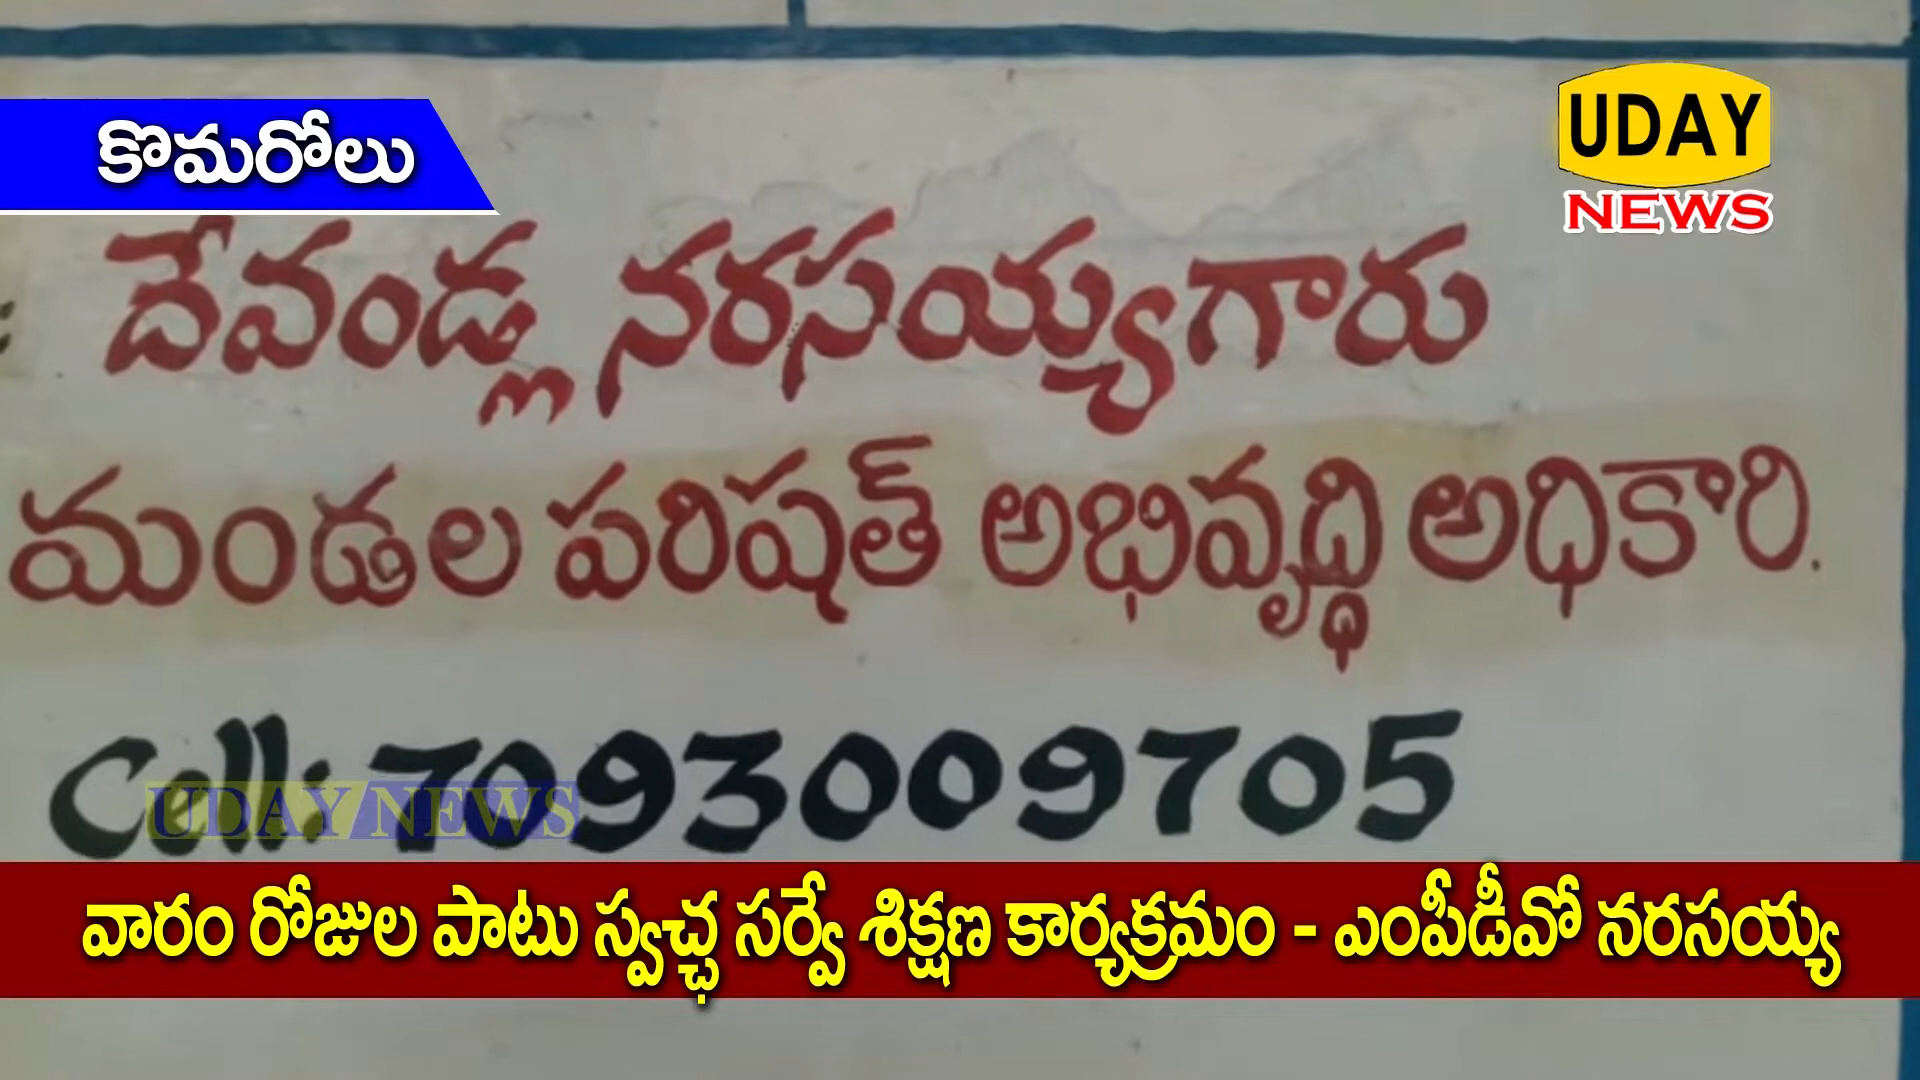 UDAY
NEWS
కొమరోలు
దేవండ్ల నరసయ్యగారు
మండల పరిషత్ అభివృద్ధి అధికారి.
Cell: 7093009705
UDAY NEWS
వారం రోజుల పాటు స్వచ్ఛ సర్వే శిక్షణ కార్యక్రమం - ఎంపీడీవో నరసయ్య